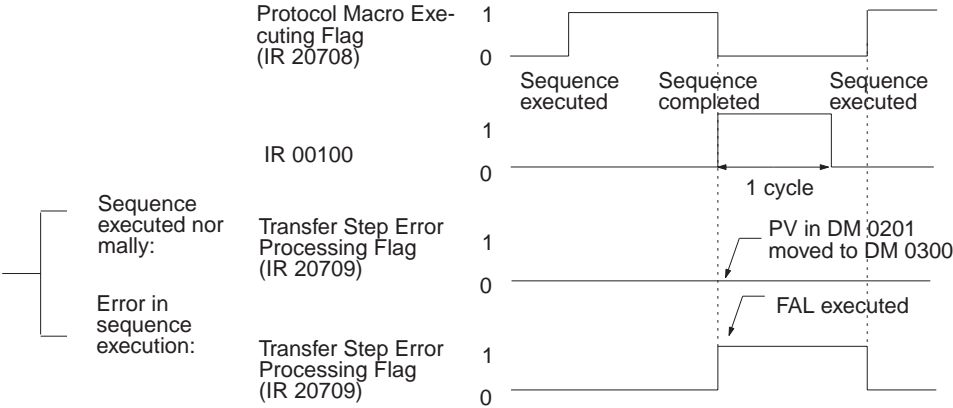 Protocol Macro Exe-
cuting Flag
(IR 20708)
1
0
Sequence
executed
Sequence
completed
Sequence
executed
IR 00100
1
0
1 cycle
Sequence
executed nor
mally:
Transfer Step Error
Processing Flag
(IR 20709)
1
0
PV in DM 0201
moved to DM 0300
Error in
sequence
execution:
FAL executed
Transfer Step Error
Processing Flag
(IR 20709)
1
0